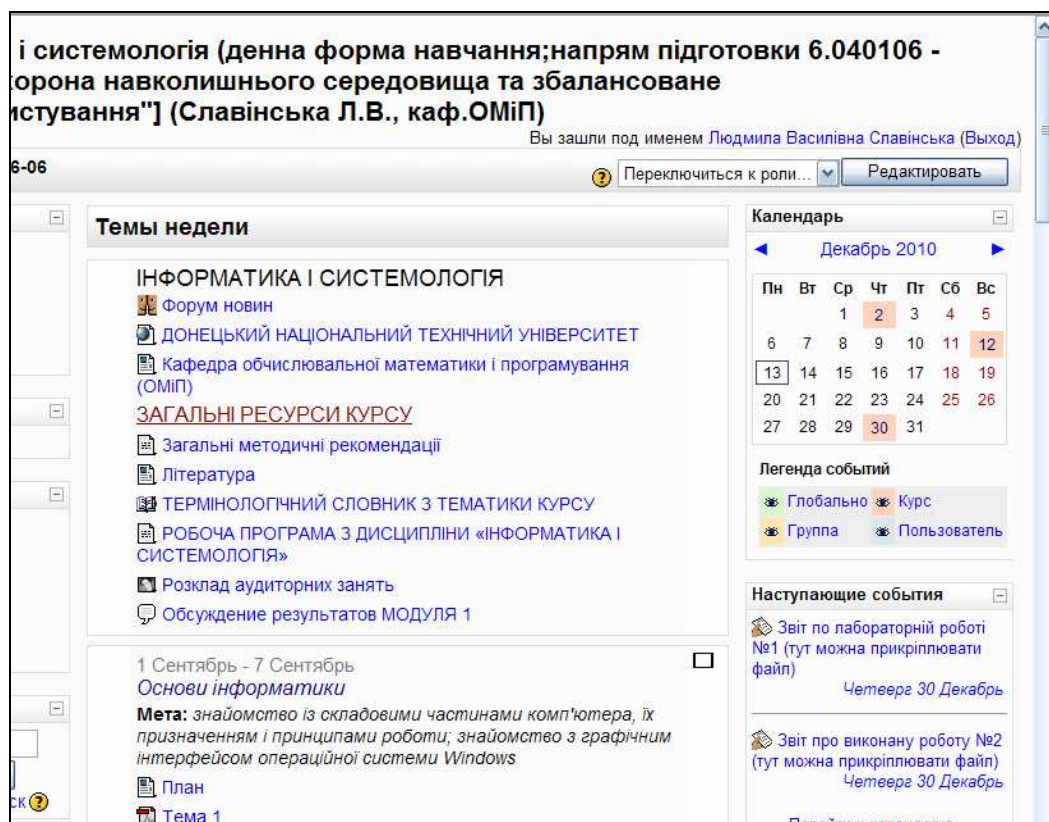 і системологія (денна форма навчання;напрям підготовки 6.040106 -
хорона навколишнього середовища та збалансоване
истування"] (Славінська Л.В., каф.ОМіП)
Вы зашли под именем Людмила Василівна Славінська (Выход)
6-06
Переключиться к роли...
Редактировать
Темы недели
ІНФОРМАТИКА І СИСТЕМОЛОГІЯ
Форум новин
ДОНЕЦЬКИЙ НАЦІОНАЛЬНИЙ ТЕХНІЧНИЙ УНІВЕРСИТЕТ
Кафедра обчислювальної математики і програмування
(ОМіП)
ЗАГАЛЬНІ РЕСУРСИ КУРСУ
Загальні методичні рекомендації
Література
ТЕРМІНОЛОГІЧНИЙ СЛОВНИК З ТЕМАТИКИ КУРСУ
РОБОЧА ПРОГРАМА З ДИСЦИПЛІНИ «ІНФОРМАТИКА І
СИСТЕМОЛОГІЯ»
Розклад аудиторних занять
Обсуждение результатов МОДУЛЯ 1
1 Сентябрь - 7 Сентябрь
Основи інформатики
Мета: знайомство із складовими частинами комп'ютера, їх
призначенням і принципами роботи; знайомство з графічним
інтерфейсом операційної системи Windows
План
Тема 1
ск
Календарь
Декабрь 2010
Пн Вт Ср Чт Пт Сб Вс
1 2 3 4 5
6 7 8 9 10 11 12
13 14 15 16 17 18 19
20 21 22 23 24 25 26
27 28 29 30 31
Легенда событий
Глобально Курс
Группа Пользователь
Наступающие события
Звіт по лабораторній роботі
№1 (тут можна прикріплювати
файл)
Четверг 30 Декабрь
Звіт про виконану роботу №2
(тут можна прикріплювати файл)
Четверг 30 Декабрь